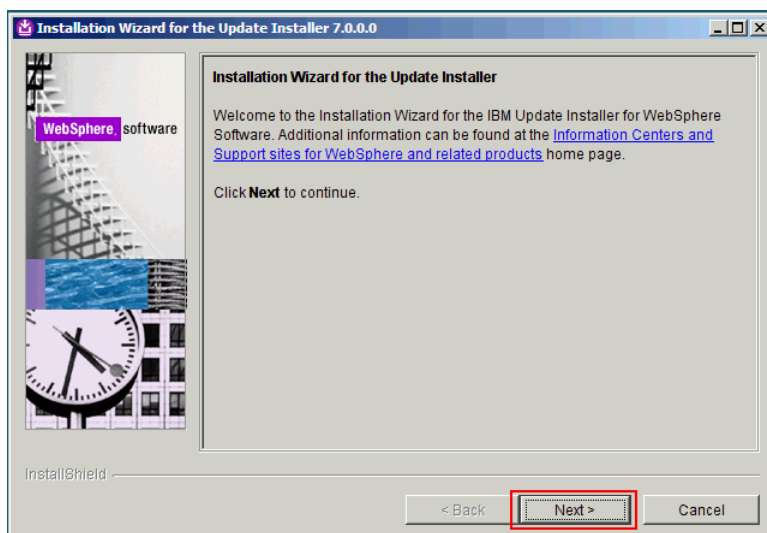 Installation Wizard for the Update Installer 7.0.0.0
WebSphere. software
Installation Wizard for the Update Installer
Welcome to the Installation Wizard for the IBM Update Installer for WebSphere
Software. Additional information can be found at the Information Centers and
Support sites for WebSphere and related products home page.
Click Next to continue.
InstallShield
< Back
Next >
Cancel